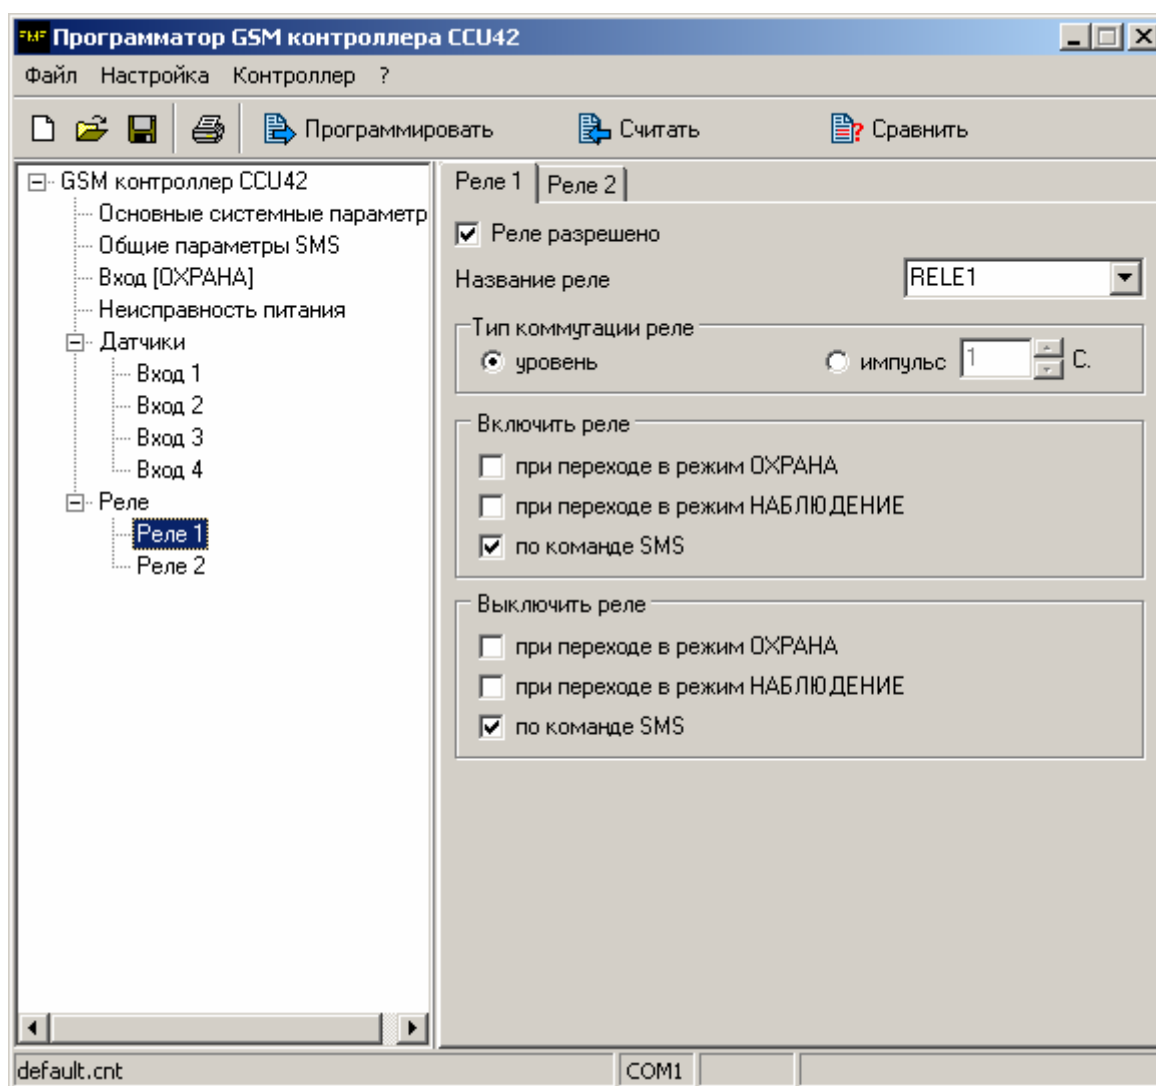 Программатор GSM контроллера CCU42
Файл Настройка Контроллер ?
Программировать Считать Сравнить
GSM контроллер CCU42
Основные системные параметр
Общие параметры SMS
Вход [ОХРАНА]
Неисправность питания
Датчики
Вход 1
Вход 2
Вход 3
Вход 4
Реле
Реле 1
Реле 2
Реле 1 Реле 2
Реле разрешено
Название реле RELE1
Тип коммутации реле
уровень импульс 1 С.
Включить реле
при переходе в режим ОХРАНА
при переходе в режим НАБЛЮДЕНИЕ
по команде SMS
Выключить реле
при переходе в режим ОХРАНА
при переходе в режим НАБЛЮДЕНИЕ
по команде SMS
default.cnt COM1